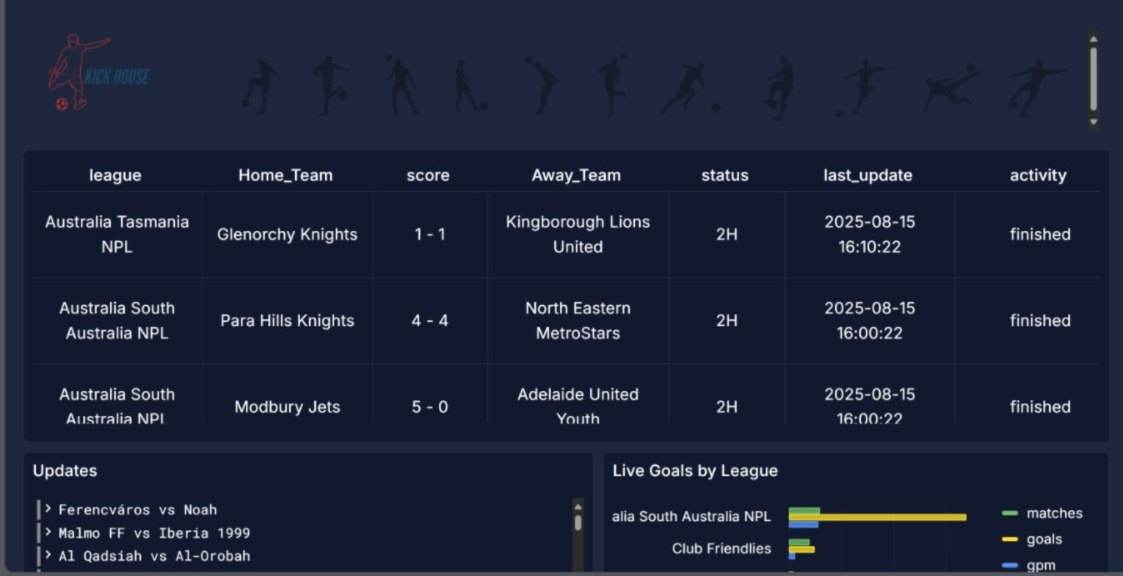 KICK HOUSE
league Home_Team score Away_Team status last_update activity
Australia Tasmania NPL Glenorchy Knights 1 - 1 Kingborough Lions United 2H 2025-08-15 16:10:22 finished
Australia South Australia NPL Para Hills Knights 4 - 4 North Eastern MetroStars 2H 2025-08-15 16:00:22 finished
Australia South Australia NPL Modbury Jets 5 - 0 Adelaide United Youth 2H 2025-08-15 16:00:22 finished
Updates
> Ferencváros vs Noah
> Malmo FF vs Iberia 1999
> Al Qadsiah vs Al-Orobah
Live Goals by League
alia South Australia NPL
Club Friendlies
matches
goals
gpm